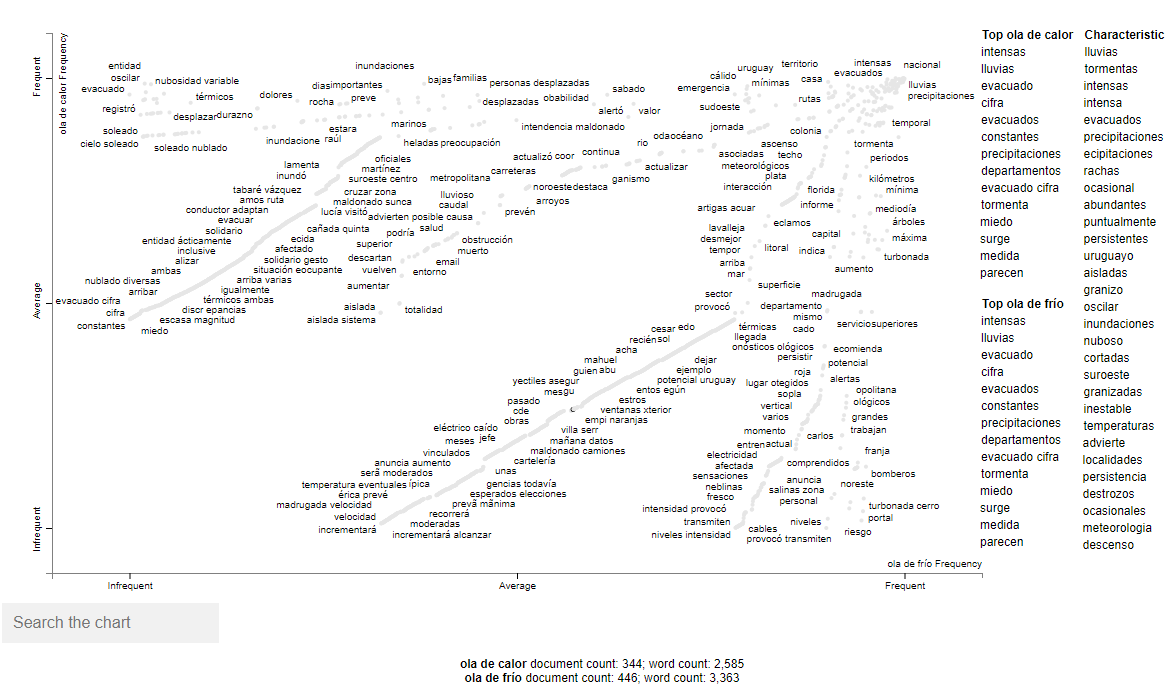 Top ola de calor
Characteristic
intensas
lluvias
evacuado
cifra
evacuados
constantes
precipitaciones
departamentos
evacuado cifra
tormenta
miedo
surge
medida
parecen
Top ola de frío
intensas
lluvias
evacuado
cifra
evacuados
constantes
precipitaciones
departamentos
evacuado cifra
tormenta
miedo
surge
medida
parecen
lluvias
tormentas
intensas
intensa
evacuados
precipitaciones
ecipitaciones
rachas
ocasional
abundantes
puntualmente
persistentes
uruguayo
aisladas
granizo
oscilar
inundaciones
nuboso
cortadas
suroeste
granizadas
inestable
temperaturas
advierte
localidades
persistencia
destrozos
ocasionales
meteorologia
descenso
Frequent
Average
Infrequent
ola de calor Frequency
entidad
oscilar
evacuado
nubosidad variable
inundaciones
registró
térmicos
dolores
dias
importantes
bajas
familias
personas desplazadas
rocha
preve
desplazar
durazno
desplazadas
obabilidad
sabado
emergencia
cálido
uruguay
territorio
mínimas
casa
intensas
evacuados
nacional
lluvias
precipitaciones
soleado
cielo soleado
soleado nublado
estara
inundacione
raúl
marinos
heladas
preocupación
intendencia maldonado
alertó
valor
sudoeste
rutas
temporal
lamenta
inundó
oficiales
martínez
suroeste centro
metropolitana
carreteras
actualizó
coor
continua
rio
oda
océano
jornada
colonia
ascenso
tormenta
periodos
tabaré vázquez
amos ruta
cruzar zona
maldonado sunca
lluvioso
caudal
noroeste
destaca
arroyos
ganismo
actualizar
asociadas
techo
meteorológicos
plata
interacción
kilómetros
mínima
conductor adaptan
evacuar
solidario
lucía visitó
advierten posible causa
prevén
artigas acuar
florida
informe
mediodía
árboles
entidad ácticamente
inclusive
alizar
ambas
cañada quinta
ecida
afectado
podría
salud
superior
obstrucción
muerto
lavalleja
desmejor
tempor
eclamos
capital
litoral
indica
máxima
turbonada
nublado diversas
arribar
solidario gesto
situación eocupante
descartan
vuelven
email
entorno
arriba
mar
aumento
evacuado cifra
cifra
constantes
miedo
arriba varias
igualmente
térmicos ambas
discr epancias
escasa magnitud
aumentar
aislada
aislada sistema
totalidad
superficie
sector
provocó
madrugada
departamento
mismo
cesar
edo
recién
sol
acha
térmicas
cado
llegada
onósticos ológicos
persistir
servicio
superiores
ecomienda
potencial
mahuel
guien
abu
dejar
ejemplo
potencial uruguay
yectiles asegur
mesgu
entos egún
estros
lugar otegidos
sopla
roja
alertas
opolitana
ológicos
pasado
cde
obras
ventanas xterior
empi naranjas
vertical
varios
grandes
trabajan
eléctrico caído
meses
jefe
villa serr
mañana datos
maldonado camiones
momento
entren
actual
carlos
franja
vinculados
anuncia aumento
será moderados
cartelería
unas
electricidad
afectada
sensaciones
comprendidos
bomberos
temperatura eventuales
ípica
érica prevé
gencias todavía
esperados elecciones
neblinas
fresco
anuncia
salinas zona
personal
noreste
madrugada velocidad
velocidad
incrementará
prevã mãnima
recorrerá
moderadas
incrementará alcanzar
intensidad provocó
transmiten
niveles intensidad
cables
niveles
provocó transmiten
turbonada cerro
portal
riesgo
ola de frío Frequency
Infrequent
Average
Frequent
Search the chart
ola de calor document count: 344; word count: 2,585
ola de frío document count: 446; word count: 3,363